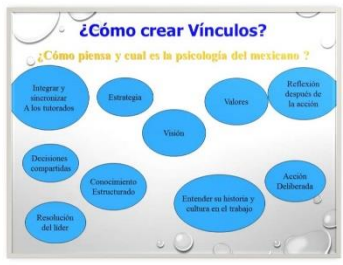 ¿Cómo crear Vínculos?
¿Cómo piensa y cual es la psicología del mexicano ?
Integrar y
sincronizar
A los tutorados
Estrategia
Valores
Reflexión
después de
la acción
Visión
Decisiones
compartidas
Conocimiento
Estructurado
Entender su historia y
cultura en el trabajo
Acción
Deliberada
Resolución
del líder